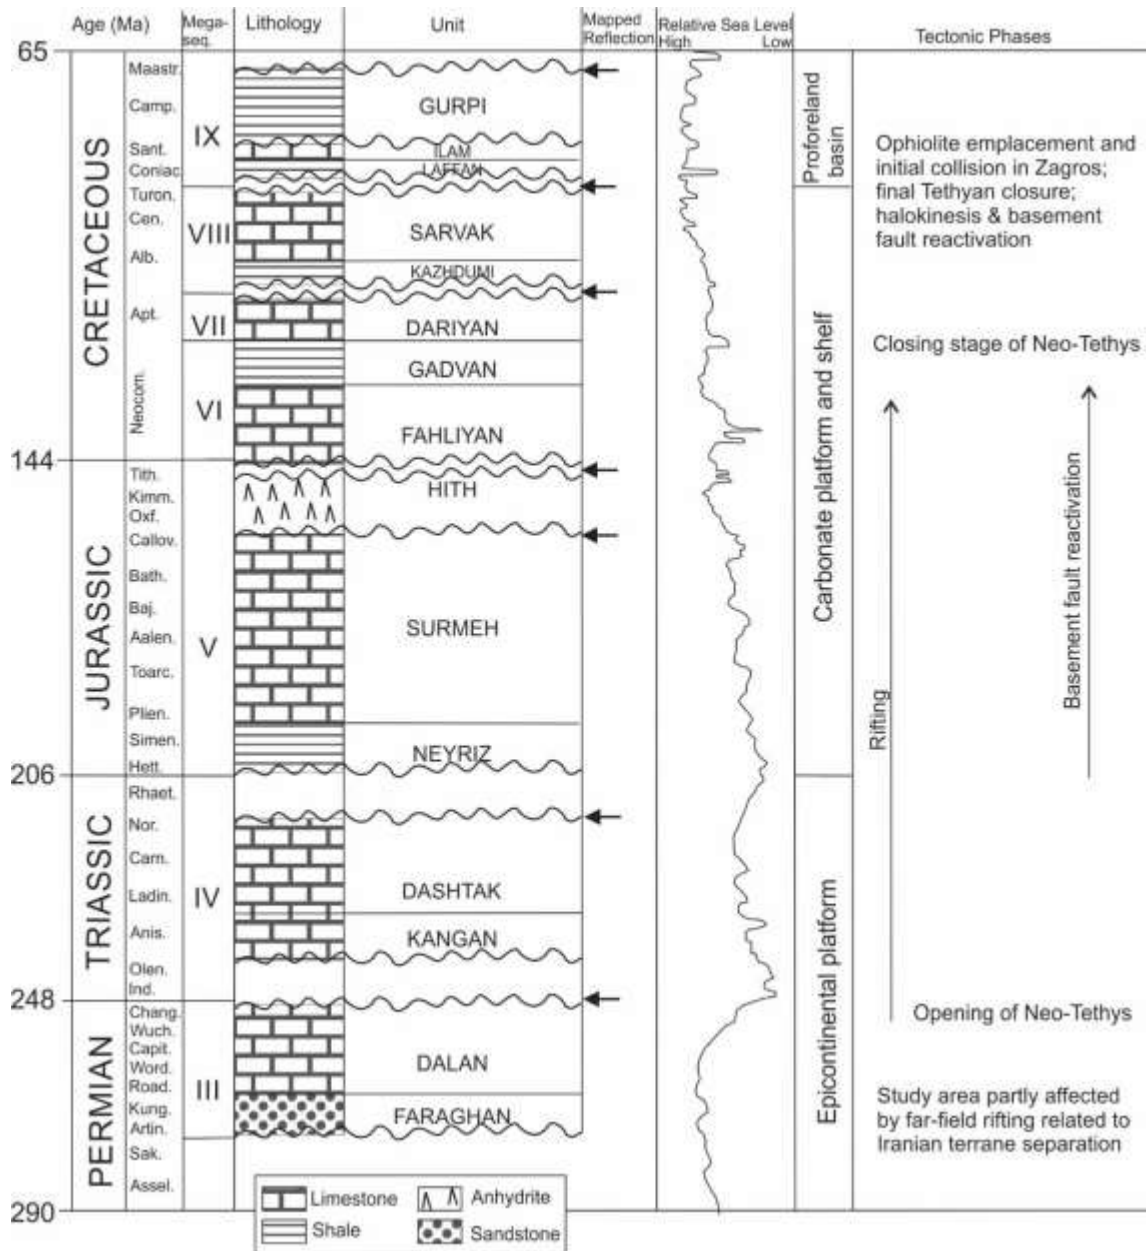 Age (Ma)
Mega-
seq.
Lithology
Unit
Mapped
Reflection
Relative Sea Level
High Low
Tectonic Phases
65
144
206
248
290
CRETACEOUS
JURASSIC
TRIASSIC
PERMIAN
Maastr.
Camp.
Sant.
Coniac.
Turon.
Cen.
Alb.
Apt.
Neocom.
Tith.
Kimm.
Oxf.
Callov.
Bath.
Baj.
Aalen.
Toarc.
Plien.
Simen.
Hett.
Rhaet.
Nor.
Carn.
Ladin.
Anis.
Olen.
Ind.
Chang.
Wuch.
Capit.
Word.
Road.
Kung.
Artin.
Sak.
Assel.
IX
VIII
VII
VI
V
IV
III
GURPI
ILAM
LAFFAN
SARVAK
KAZHDUMI
DARIYAN
GADVAN
FAHLIYAN
HITH
SURMEH
NEYRIZ
DASHTAK
KANGAN
DALAN
FARAGHAN
Proforeland
basin
Carbonate platform and shelf
Epicontinental platform
Ophiolite emplacement and
initial collision in Zagros;
final Tethyan closure;
halokinesis & basement
fault reactivation
Closing stage of Neo-Tethys
Rifting
Basement fault reactivation
Opening of Neo-Tethys
Study area partly affected
by far-field rifting related to
Iranian terrane separation
Limestone
Anhydrite
Shale
Sandstone